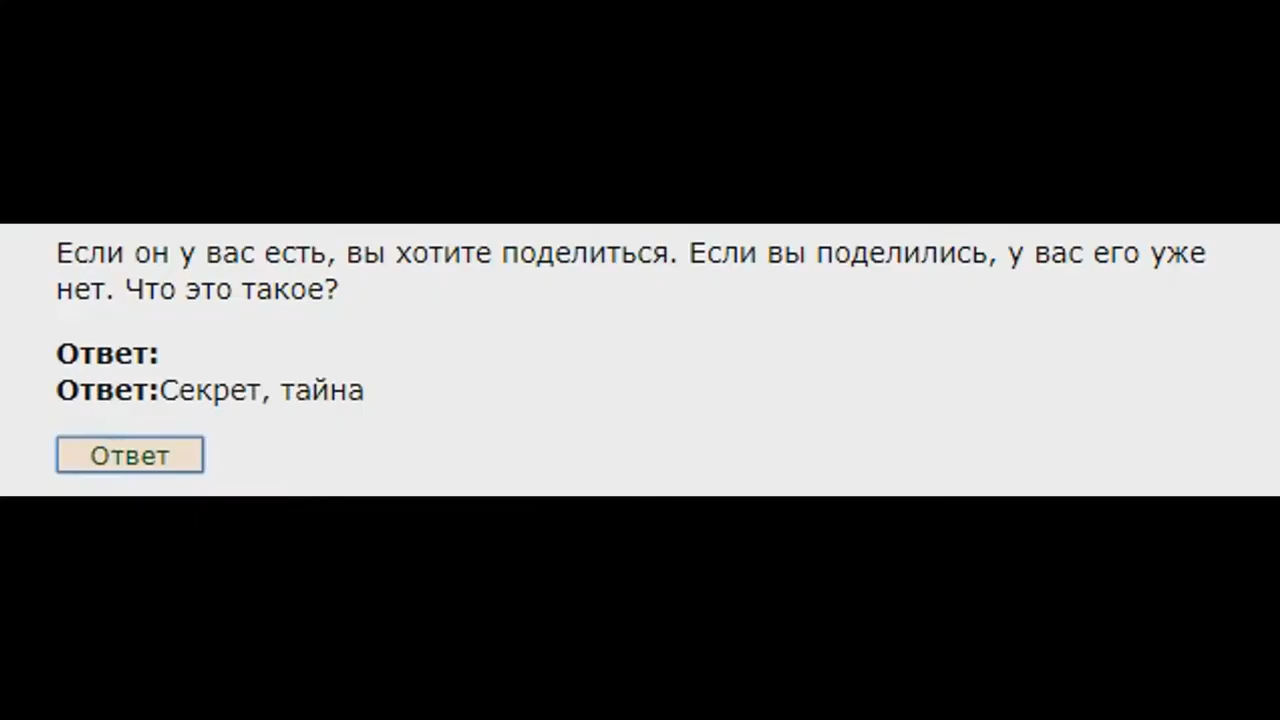 Если он у вас есть, вы хотите поделиться. Если вы поделились, у вас его уже
нет. Что это такое?
Ответ:
Ответ:Секрет, тайна
Ответ